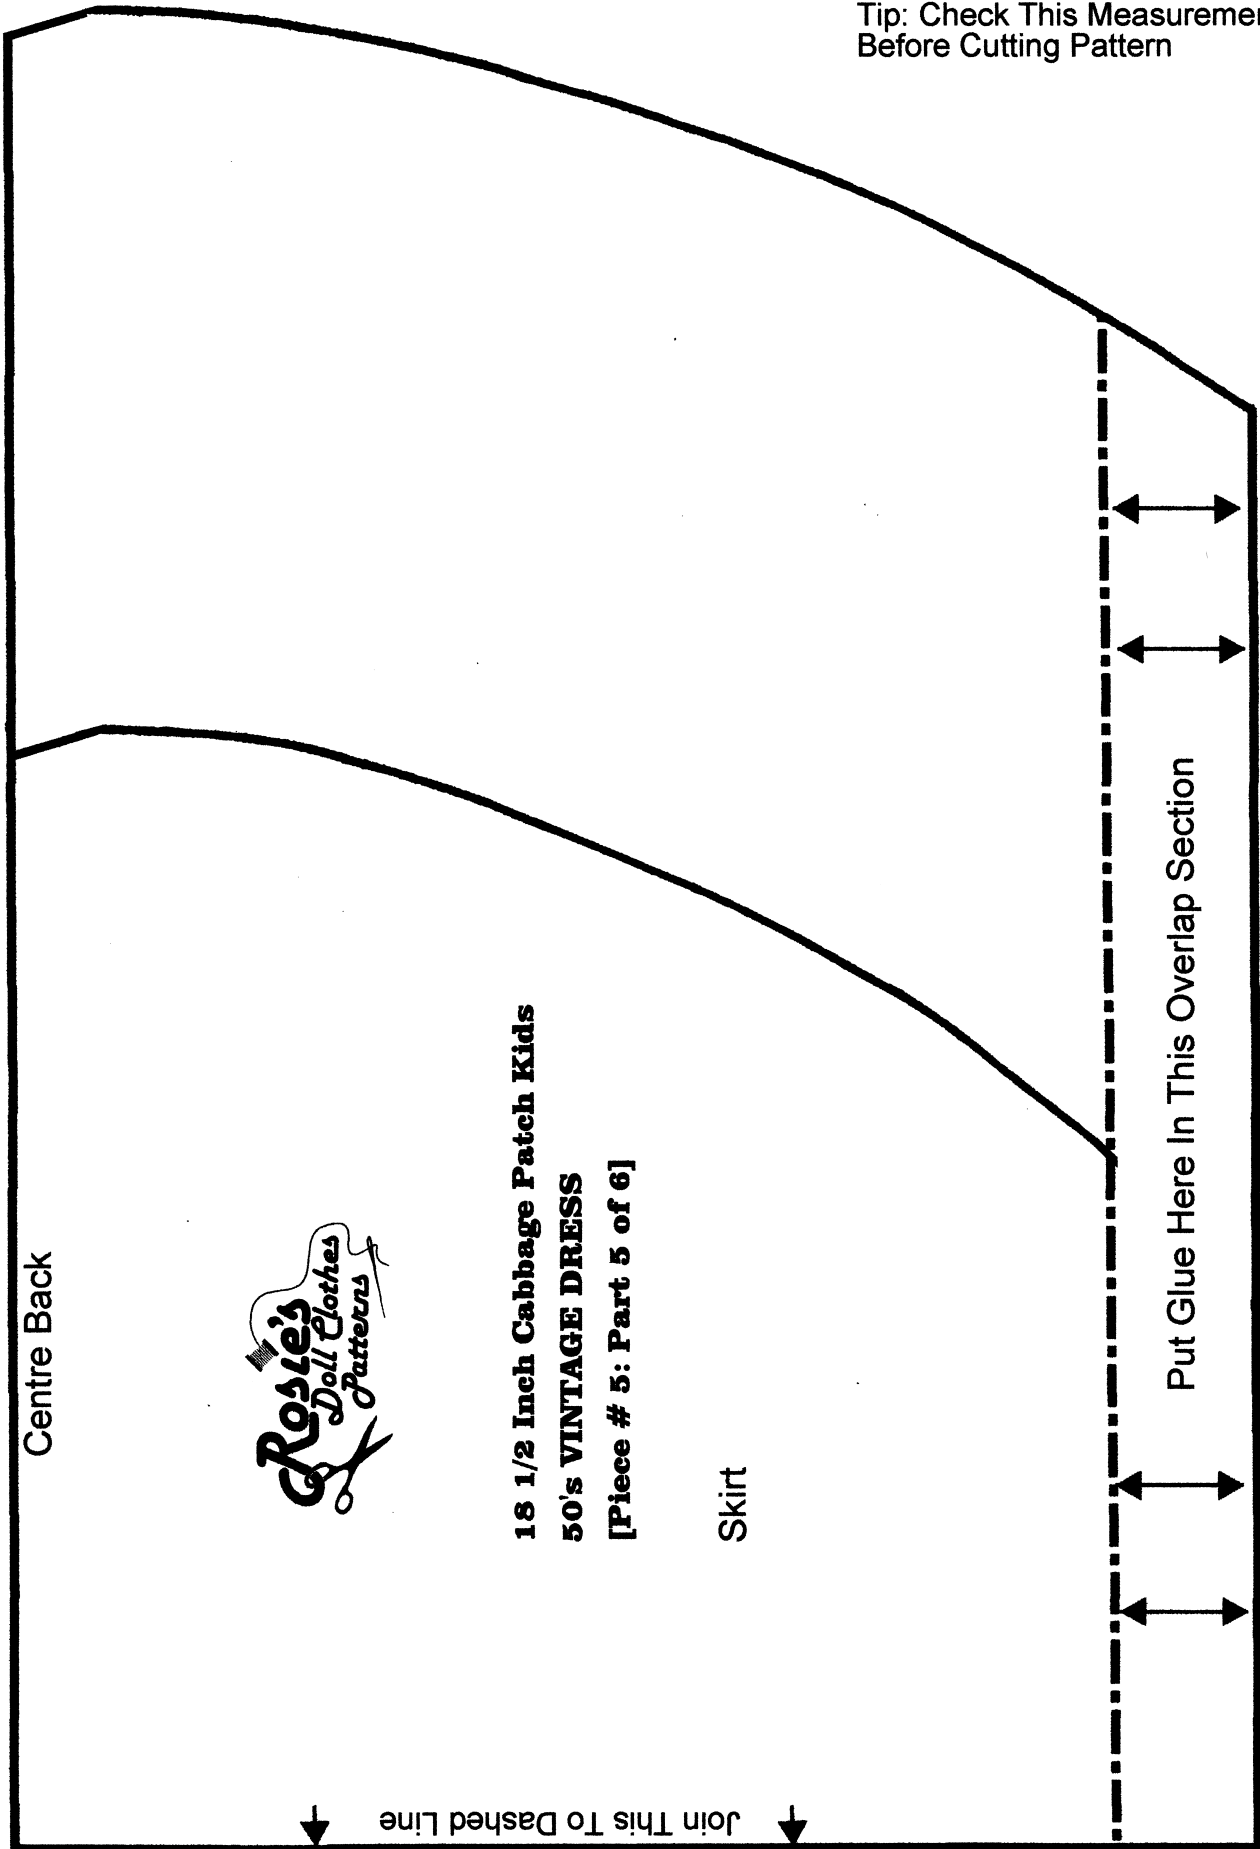 Tip: Check This Measuremen
Before Cutting Pattern
Centre Back
Rosie's
Doll Clothes
Patterns
18 1/2 Inch Cabbage Patch Kids
50's VINTAGE DRESS
[Piece # 5: Part 5 of 6]
Skirt
Put Glue Here In This Overlap Section
Join This To Dashed Line